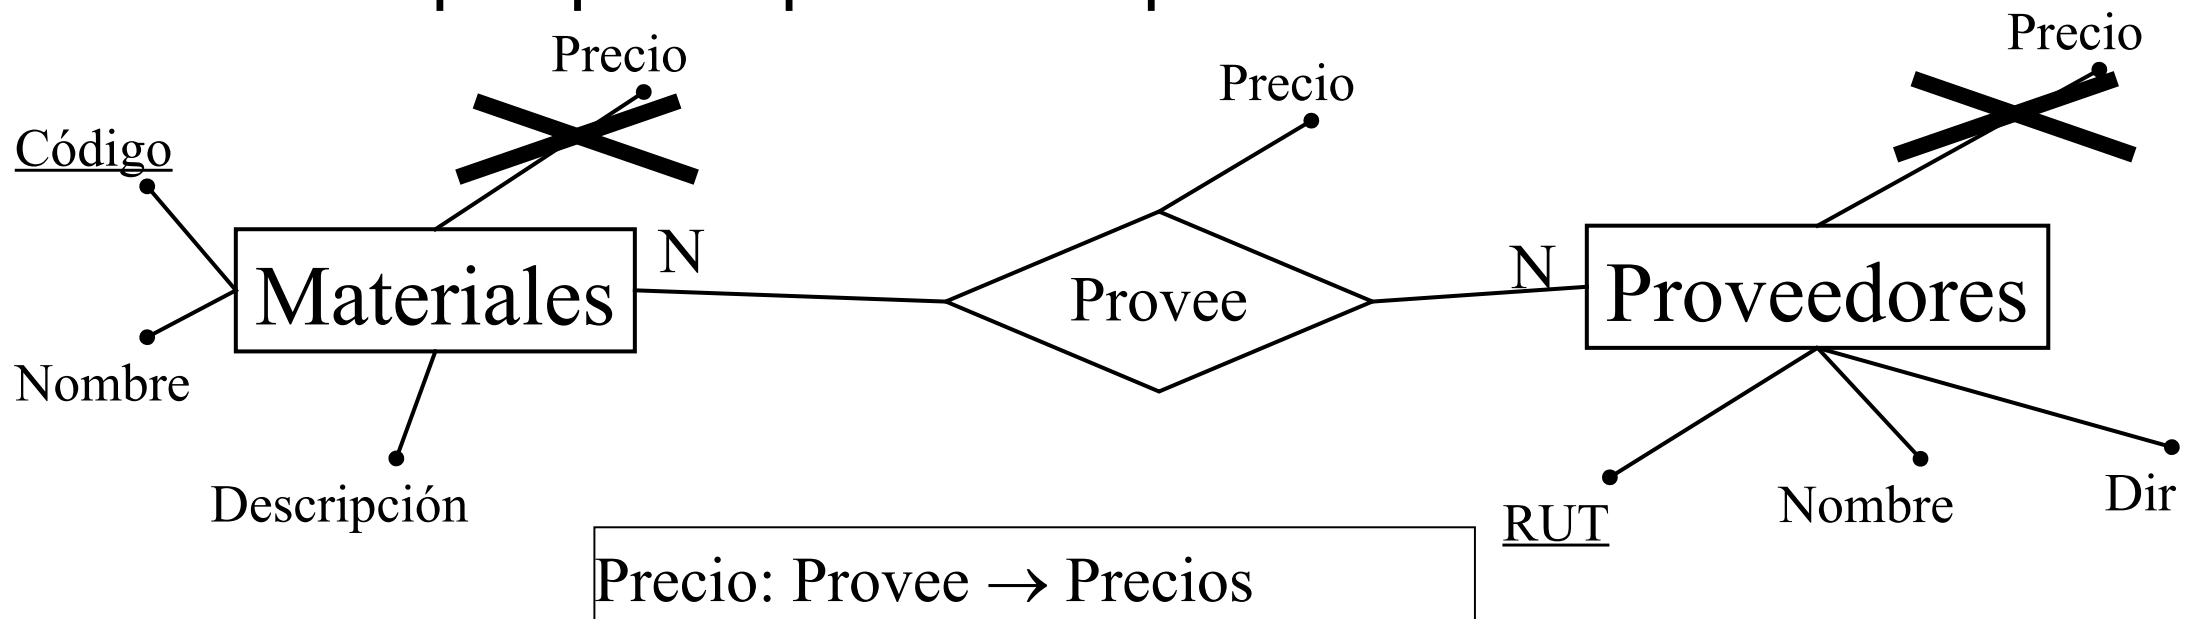 Precio
Precio
Precio
Código
N
N
Materiales
Provee
Proveedores
Nombre
Descripción
RUT
Nombre
Dir
Precio: Provee → Precios